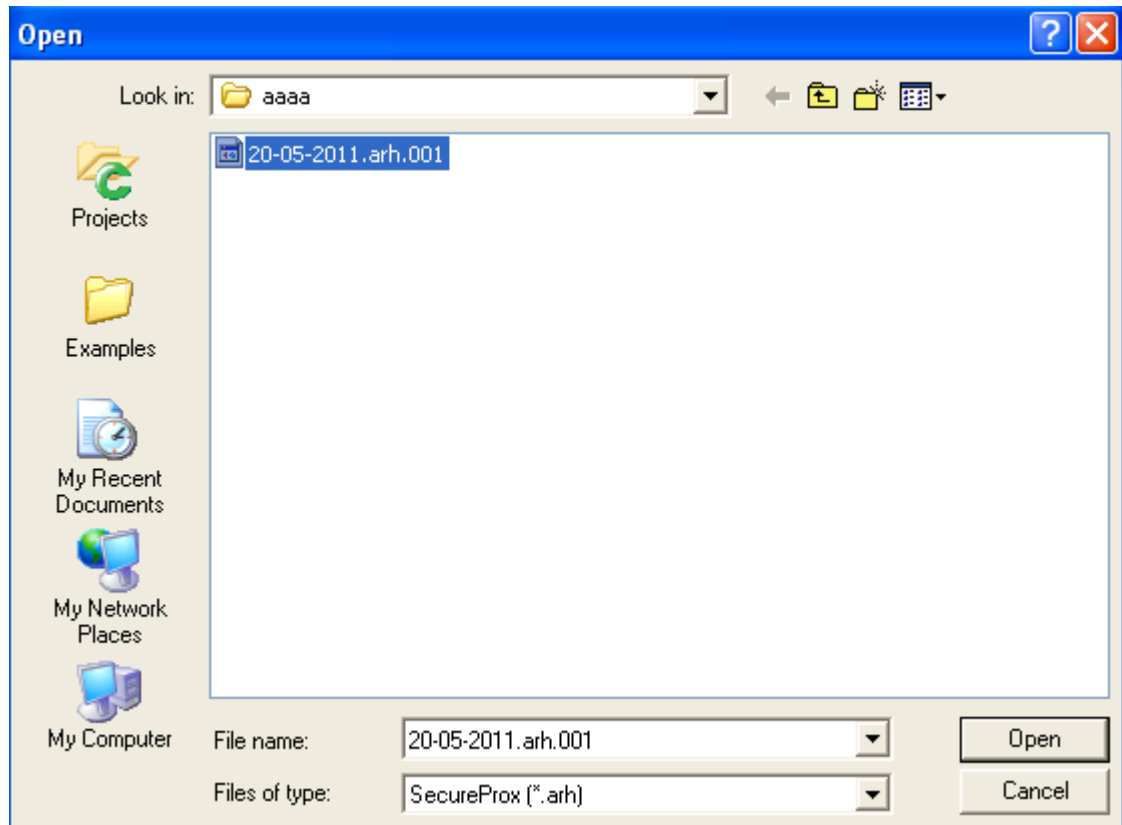 Open
Look in: aaaa
20-05-2011.arh.001
Projects
Examples
My Recent
Documents
My Network
Places
My Computer
File name: 20-05-2011.arh.001 Open
Files of type: SecureProx (*.arh) Cancel